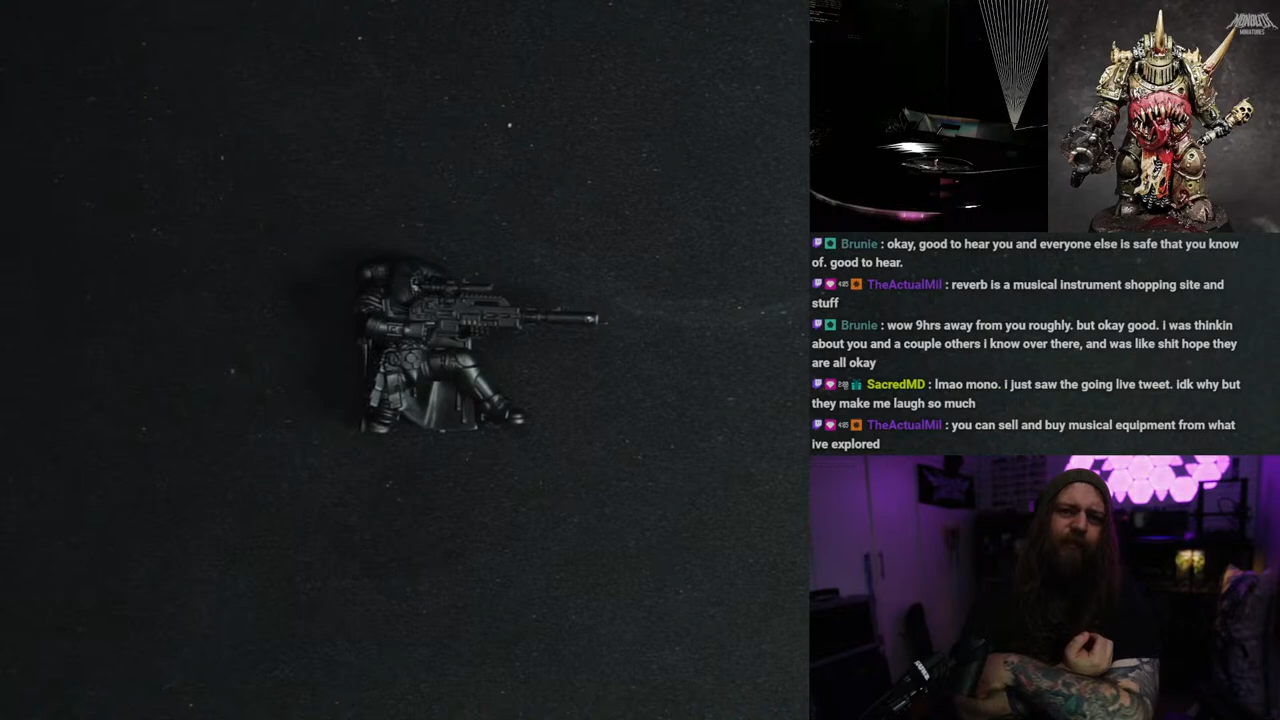 MONOLITH
MINIATURES
Brunie : okay, good to hear you and everyone else is safe that you know
of. good to hear.
TheActualMil : reverb is a musical instrument shopping site and
stuff
Brunie : wow 9hrs away from you roughly. but okay good. i was thinkin
about you and a couple others i know over there, and was like shit hope they
are all okay
SacredMD : lmao mono. i just saw the going live tweet. idk why but
they make me laugh so much
TheActualMil : you can sell and buy musical equipment from what
ive explored